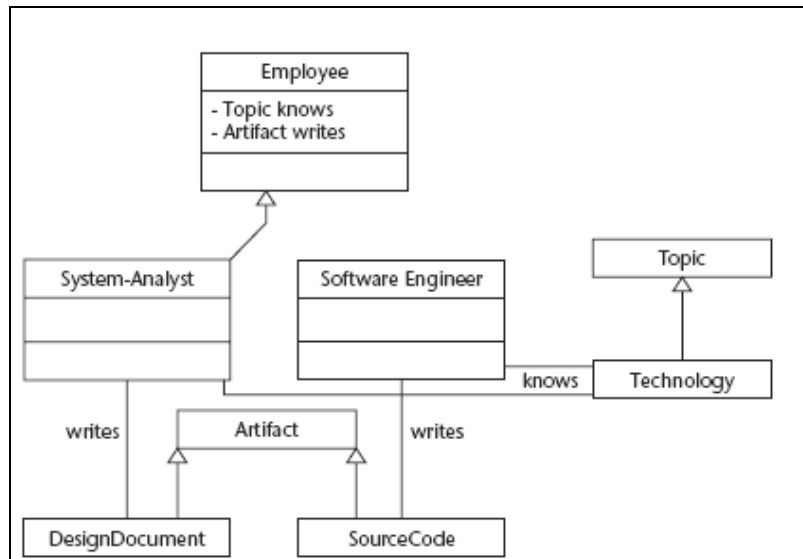 Employee
- Topic knows
- Artifact writes
System-Analyst
Software Engineer
Topic
knows
Technology
writes
Artifact
writes
DesignDocument
SourceCode